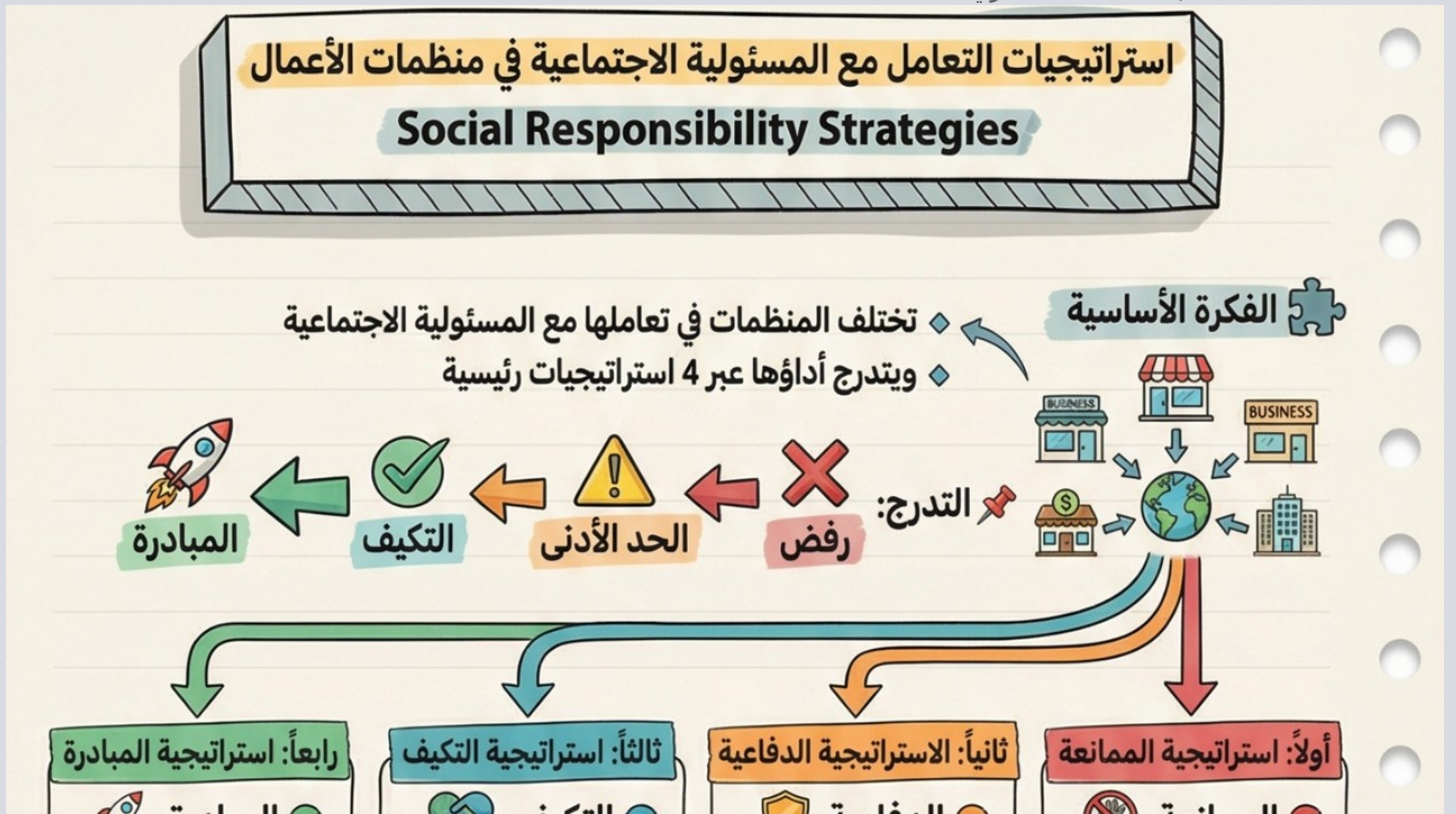 استراتيجيات التعامل مع المسئولية الاجتماعية في منظمات الأعمال
Social Responsibility Strategies
الفكرة الأساسية
تختلف المنظمات في تعاملها مع المسئولية الاجتماعية
ويتدرج أداؤها عبر 4 استراتيجيات رئيسية
BUSINESS
BUSINESS
$
التدرج:
رفض
الحد الأدنى
التكيف
المبادرة
أولاً: استراتيجية الممانعة
ثانياً: الاستراتيجية الدفاعية
ثالثاً: استراتيجية التكيف
رابعاً: استراتيجية المبادرة